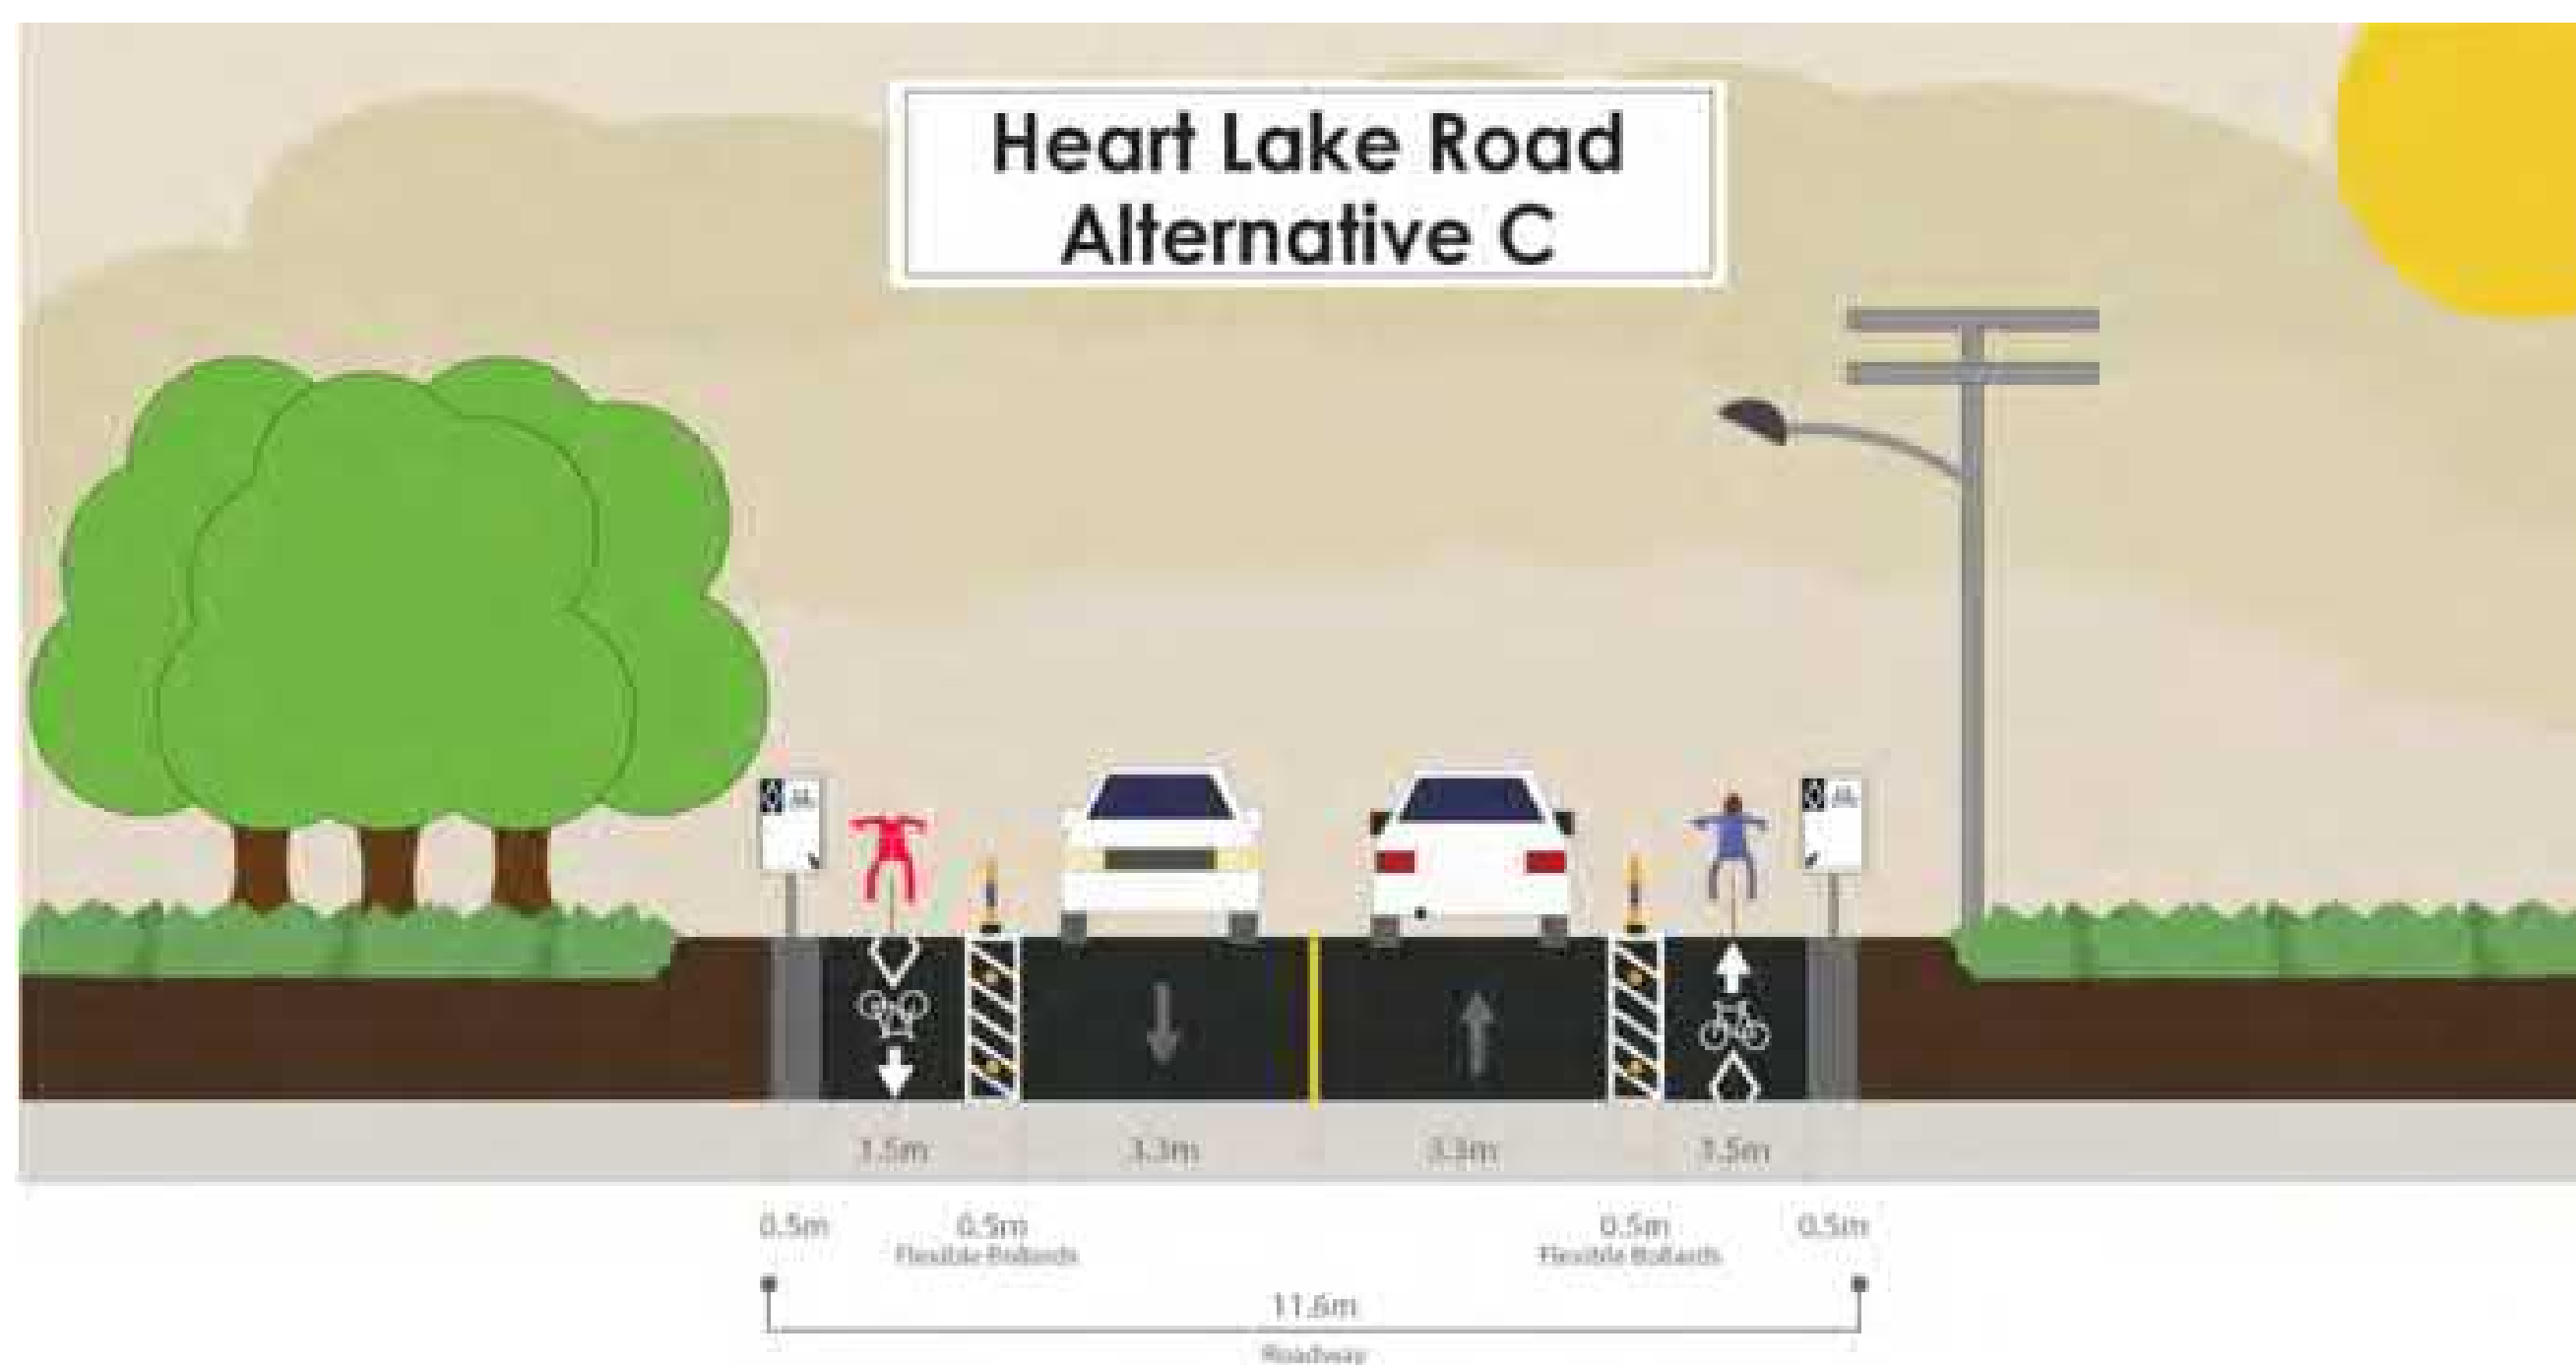 Heart Lake Road
Alternative C
1.5m 3.3m 3.3m 1.5m
0.5m 0.5m 0.5m 0.5m
Flexible Bollards Flexible Bollards
11.6m
Roadway